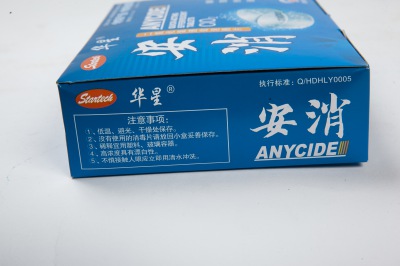 华星
安消
ANYCIDE
Startech 华星®
执行标准：Q/HDHLY0005
注意事项：
1、低温、避光、干燥处保存。
2、没有使用的消毒片请放回小盒妥善保存。
3、稀释宜用塑料、玻璃容器。
4、高浓度具有漂白性。
5、不慎接触人眼应立即用清水冲洗。
安消
ANYCIDE